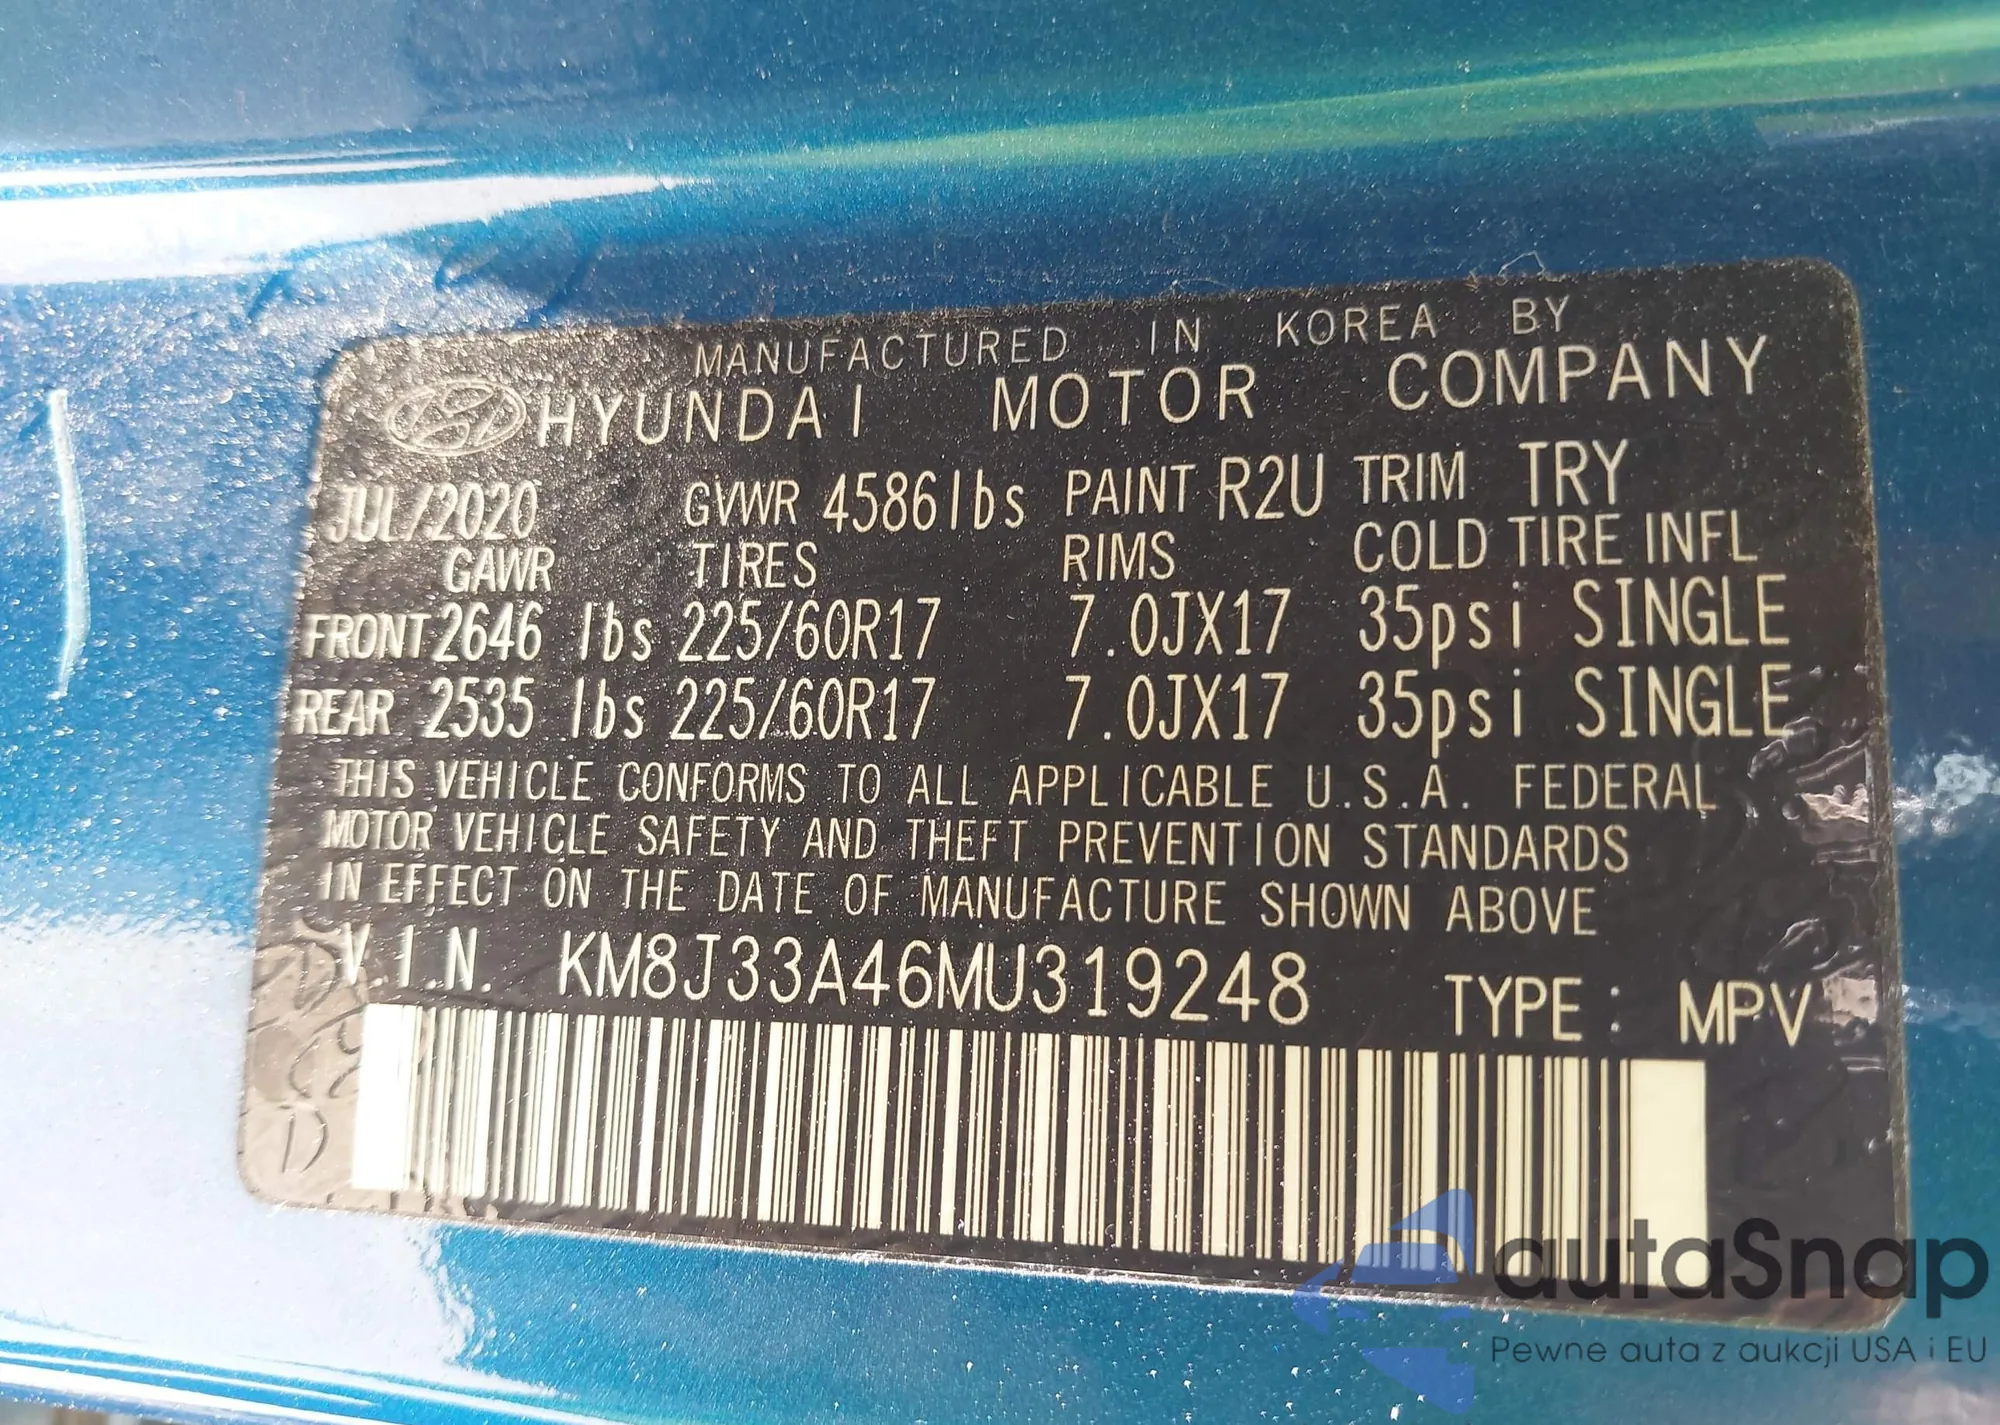 MANUFACTURED IN KOREA BY
HYUNDAI MOTOR COMPANY
JUL/2020 GVWR 4586lbs PAINT R2U TRIM TRY
GAWR TIRES RIMS COLD TIRE INFL
FRONT 2646 lbs 225/60R17 7.0JX17 35psi SINGLE
REAR 2535 lbs 225/60R17 7.0JX17 35psi SINGLE
THIS VEHICLE CONFORMS TO ALL APPLICABLE U.S.A. FEDERAL
MOTOR VEHICLE SAFETY AND THEFT PREVENTION STANDARDS
IN EFFECT ON THE DATE OF MANUFACTURE SHOWN ABOVE
V.I.N. KM8J33A46MU319248 TYPE: MPV
autaSnap
Pewne auta z aukcji USA i EU